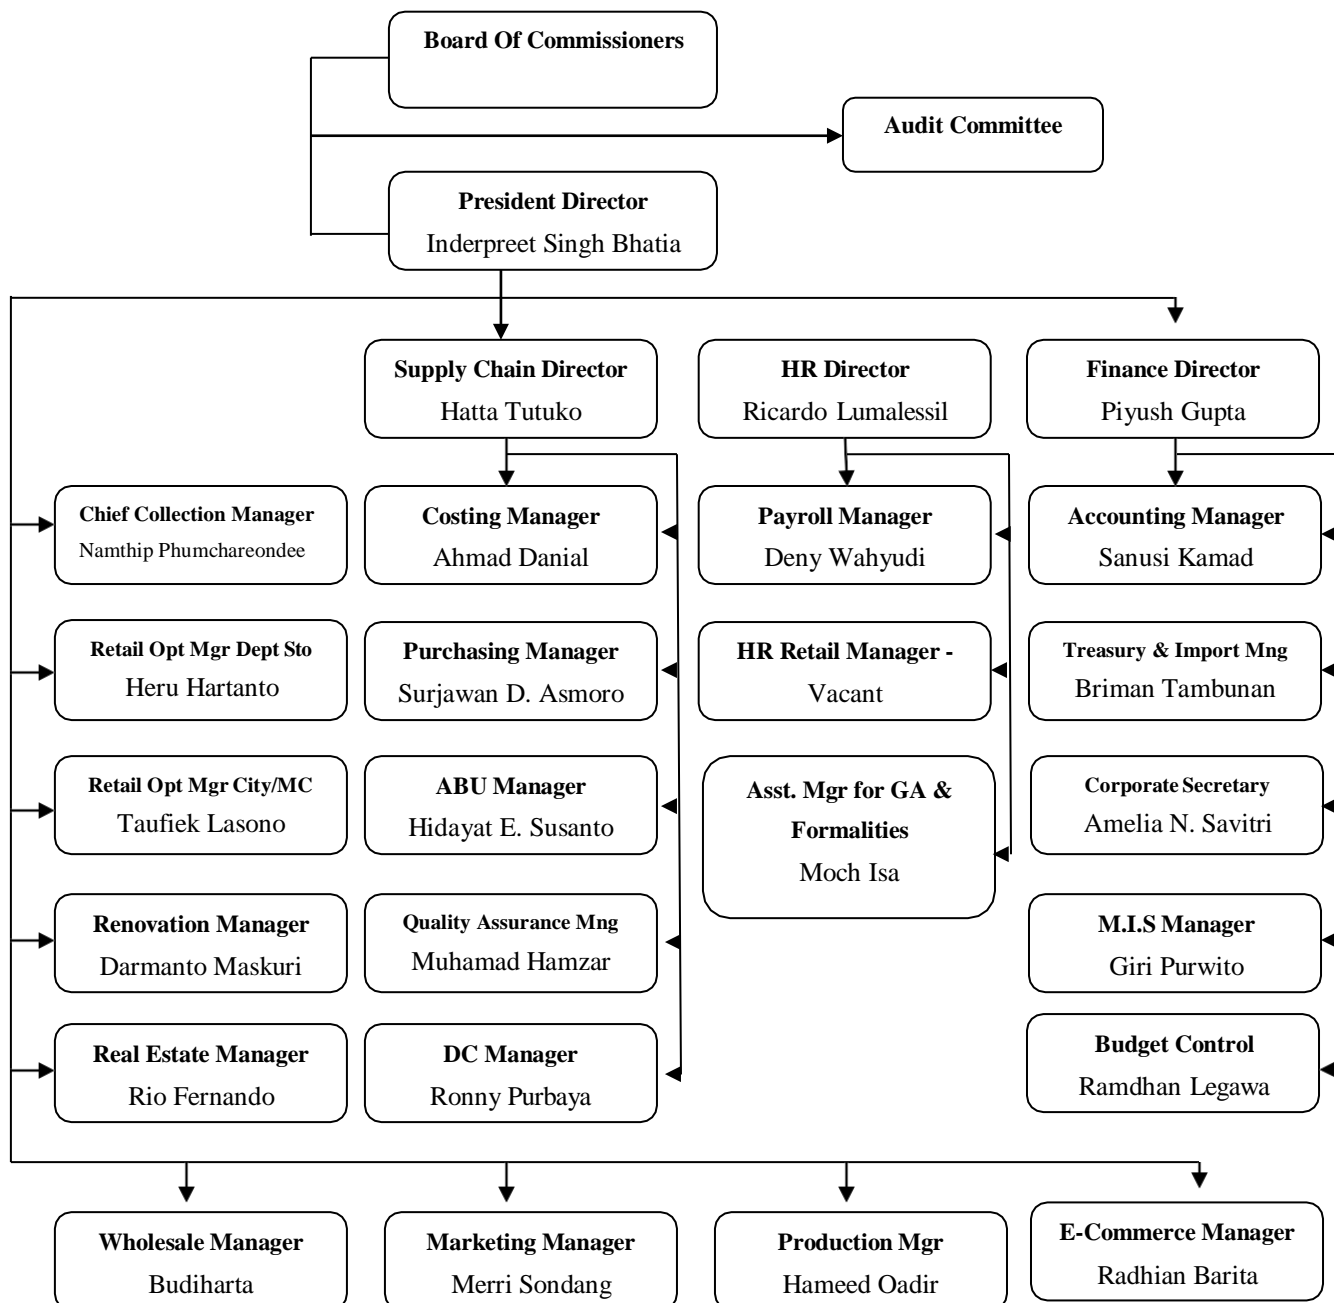 Board Of Commissioners
Audit Committee
President Director
Inderpreet Singh Bhatia
Supply Chain Director
Hatta Tutuko
HR Director
Ricardo Lumalessil
Finance Director
Piyush Gupta
Chief Collection Manager
Namthip Phumchareondee
Costing Manager
Ahmad Danial
Payroll Manager
Deny Wahyudi
Accounting Manager
Sanusi Kamad
Retail Opt Mgr Dept Sto
Heru Hartanto
Purchasing Manager
Surjawan D. Asmoro
HR Retail Manager -
Vacant
Treasury & Import Mng
Briman Tambunan
Retail Opt Mgr City/MC
Taufiek Lasono
ABU Manager
Hidayat E. Susanto
Asst. Mgr for GA &
Formalities
Moch Isa
Corporate Secretary
Amelia N. Savitri
Renovation Manager
Darmanto Maskuri
Quality Assurance Mng
Muhamad Hamzar
M.I.S Manager
Giri Purwito
Real Estate Manager
Rio Fernando
DC Manager
Ronny Purbaya
Budget Control
Ramdhan Legawa
Wholesale Manager
Budiharta
Marketing Manager
Merri Sondang
Production Mgr
Hameed Oadir
E-Commerce Manager
Radhian Barita